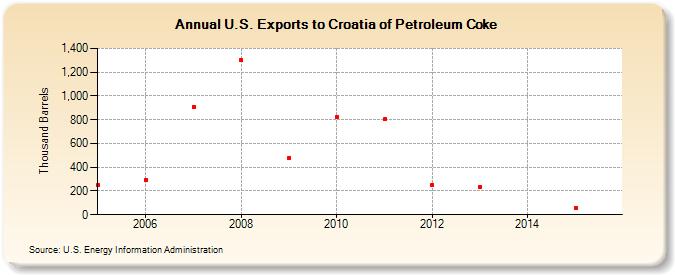 Annual U.S. Exports to Croatia of Petroleum Coke
Thousand Barrels
1,400
1,200
1,000
800
600
400
200
0
2006 2008 2010 2012 2014
Source: U.S. Energy Information Administration